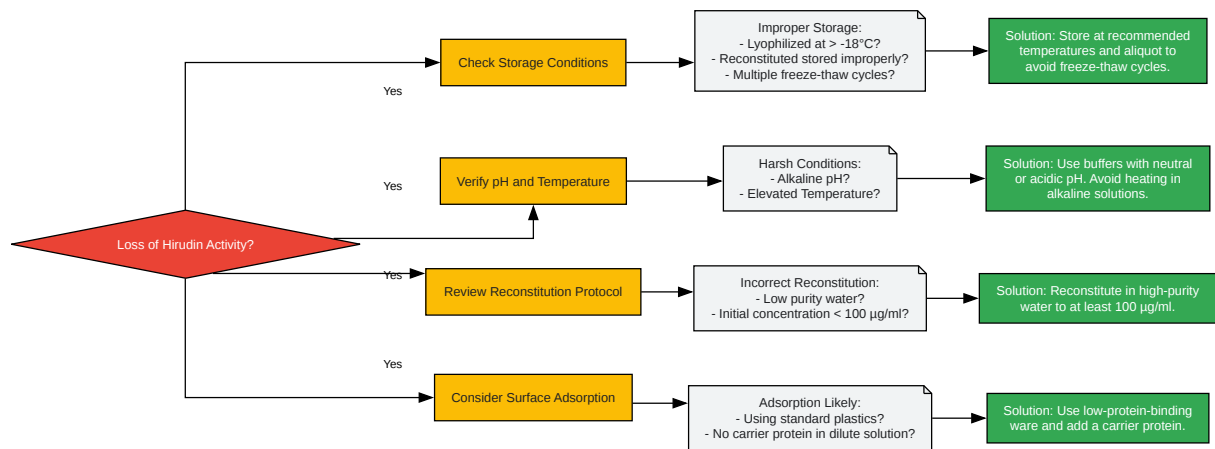 Improper Storage:
- Lyophilized at > -18°C?
- Reconstituted stored improperly?
- Multiple freeze-thaw cycles?
Solution: Store at recommended
temperatures and aliquot to
avoid freeze-thaw cycles.
Check Storage Conditions
Yes
Harsh Conditions:
- Alkaline pH?
- Elevated Temperature?
Solution: Use buffers with neutral
or acidic pH. Avoid heating in
alkaline solutions.
Yes
Verify pH and Temperature
Loss of Hirudin Activity?
Yes
Review Reconstitution Protocol
Incorrect Reconstitution:
- Low purity water?
- Initial concentration < 100 µg/ml?
Solution: Reconstitute in high-purity
water to at least 100 µg/ml.
Yes
Consider Surface Adsorption
Adsorption Likely:
- Using standard plastics?
- No carrier protein in dilute solution?
Solution: Use low-protein-binding
ware and add a carrier protein.